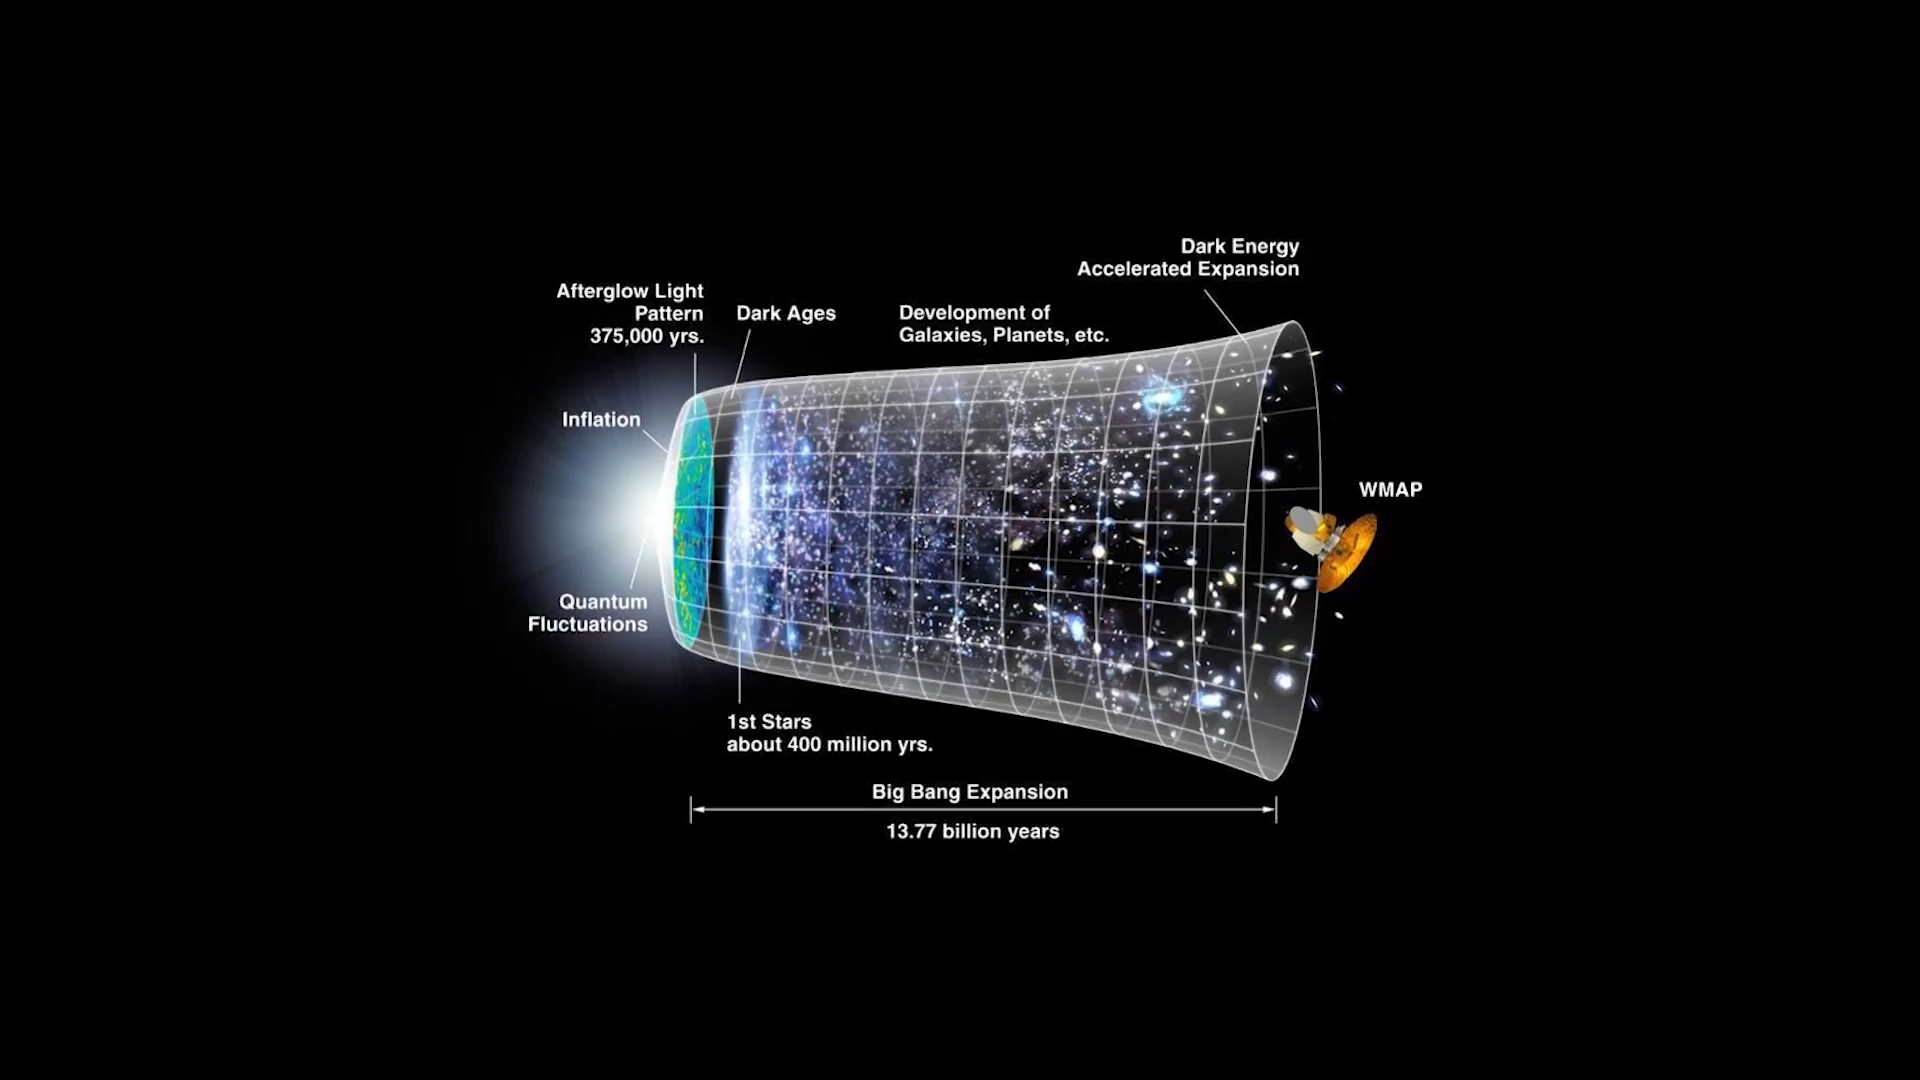 Dark Energy
Accelerated Expansion
Afterglow Light
Pattern
375,000 yrs.
Dark Ages
Development of
Galaxies, Planets, etc.
Inflation
WMAP
Quantum
Fluctuations
1st Stars
about 400 million yrs.
Big Bang Expansion
13.77 billion years